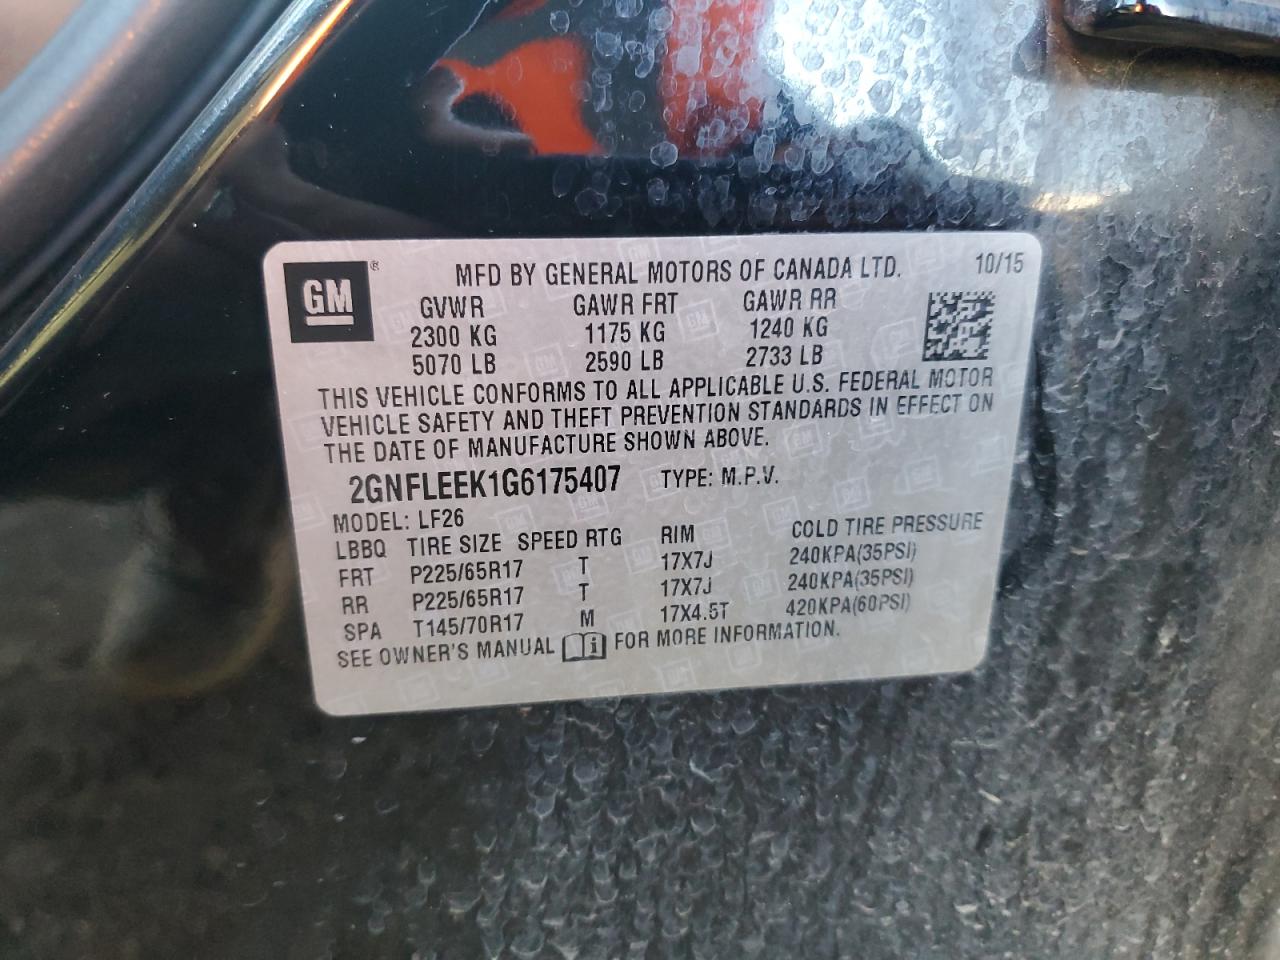 GM® MFD BY GENERAL MOTORS OF CANADA LTD. 10/15
GVWR GAWR FRT GAWR RR
2300 KG 1175 KG 1240 KG
5070 LB 2590 LB 2733 LB
THIS VEHICLE CONFORMS TO ALL APPLICABLE U.S. FEDERAL MOTOR
VEHICLE SAFETY AND THEFT PREVENTION STANDARDS IN EFFECT ON
THE DATE OF MANUFACTURE SHOWN ABOVE.
2GNFLEEK1G6175407 TYPE: M.P.V.
MODEL: LF26
LBBQ TIRE SIZE SPEED RTG RIM COLD TIRE PRESSURE
FRT P225/65R17 T 17X7J 240KPA(35PSI)
RR P225/65R17 T 17X7J 240KPA(35PSI)
SPA T145/70R17 M 17X4.5T 420KPA(60PSI)
SEE OWNER'S MANUAL i FOR MORE INFORMATION.